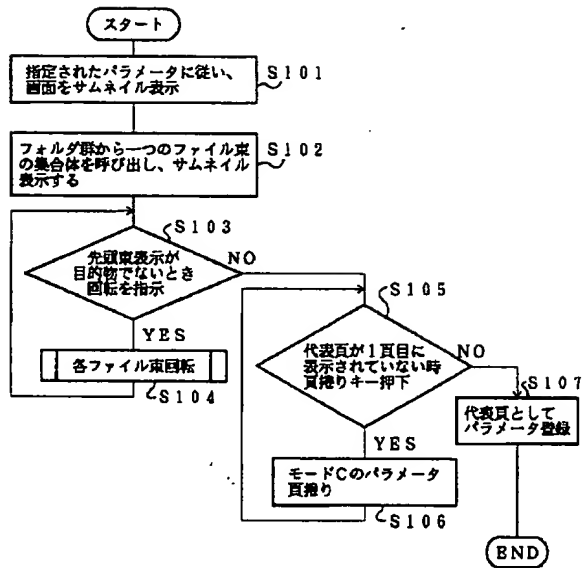 スタート
指定されたパラメータに従い、
画面をサムネイル表示
S101
フォルダ群から一つのファイル束
の集合体を呼び出し、サムネイル
表示する
S102
S103
先頭束表示が
目的物でないとき
回転を指示
NO
YES
各ファイル束回転
S104
S105
代表頁が1頁目に
表示されていない時
頁捲りキー押下
NO
YES
モードCのパラメータ
頁捲り
S106
S107
代表頁として
パラメータ登録
END